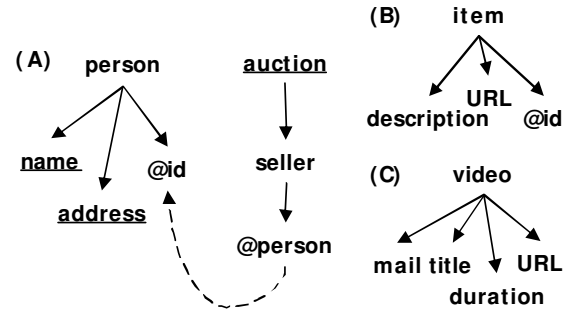 (A) person
auction
name
@id
address
seller
@person
(B) item
description
URL
@id
(C) video
mail title
URL
duration